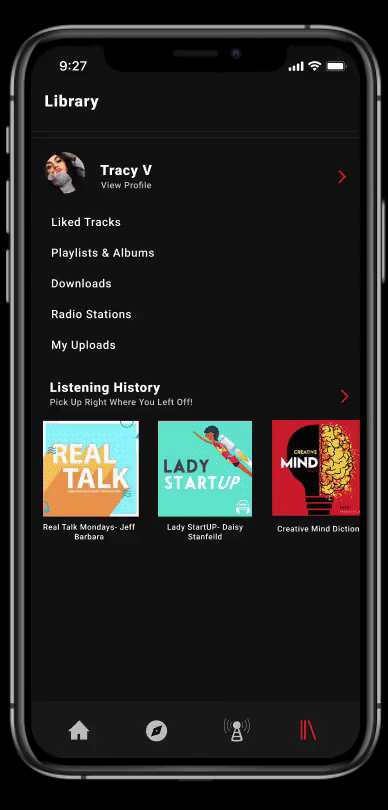 9:27
Library
Tracy V
View Profile
Liked Tracks
Playlists & Albums
Downloads
Radio Stations
My Uploads
Listening History
Pick Up Right Where You Left Off!
REAL
TALK
LADY
STARTUP
CREATIVE
MIND
Real Talk Mondays- Jeff
Barbara
Lady StartUP- Daisy
Stanfeild
Creative Mind Diction